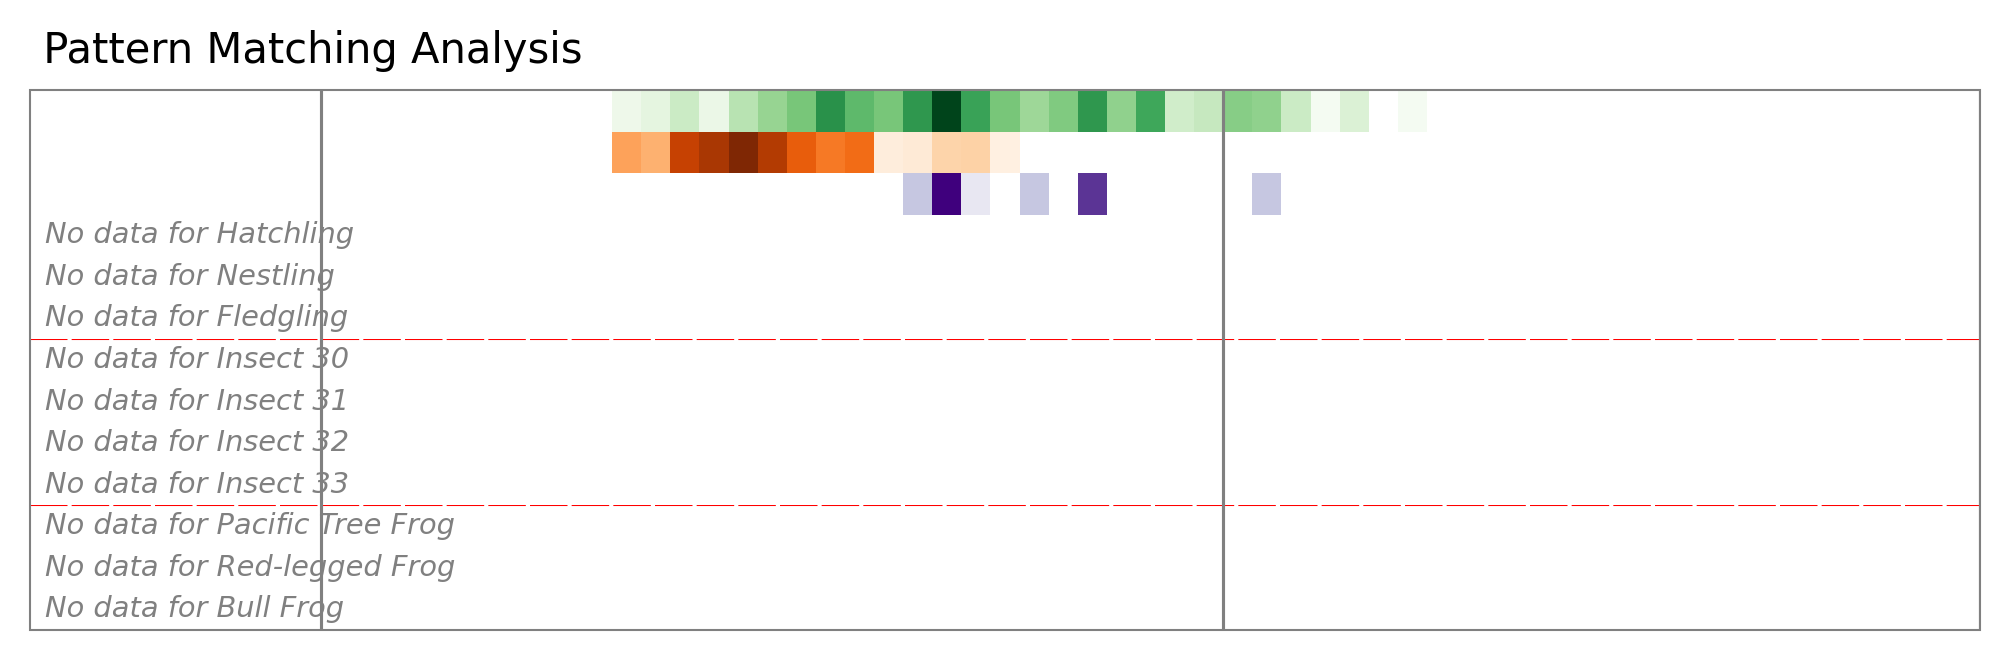 Pattern Matching Analysis
No data for Hatchling
No data for Nestling
No data for Fledgling
No data for Insect 30
No data for Insect 31
No data for Insect 32
No data for Insect 33
No data for Pacific Tree Frog
No data for Red-legged Frog
No data for Bull Frog